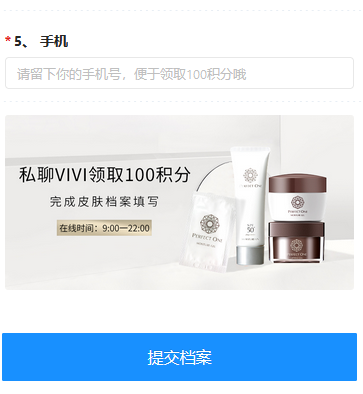 * 5、 手机
请留下你的手机号，便于领取100积分哦
私聊VIVI领取100积分
完成皮肤档案填写
在线时间：9:00—22:00
PERFECT ONE
50+
PERFECT ONE
PERFECT ONE
提交档案